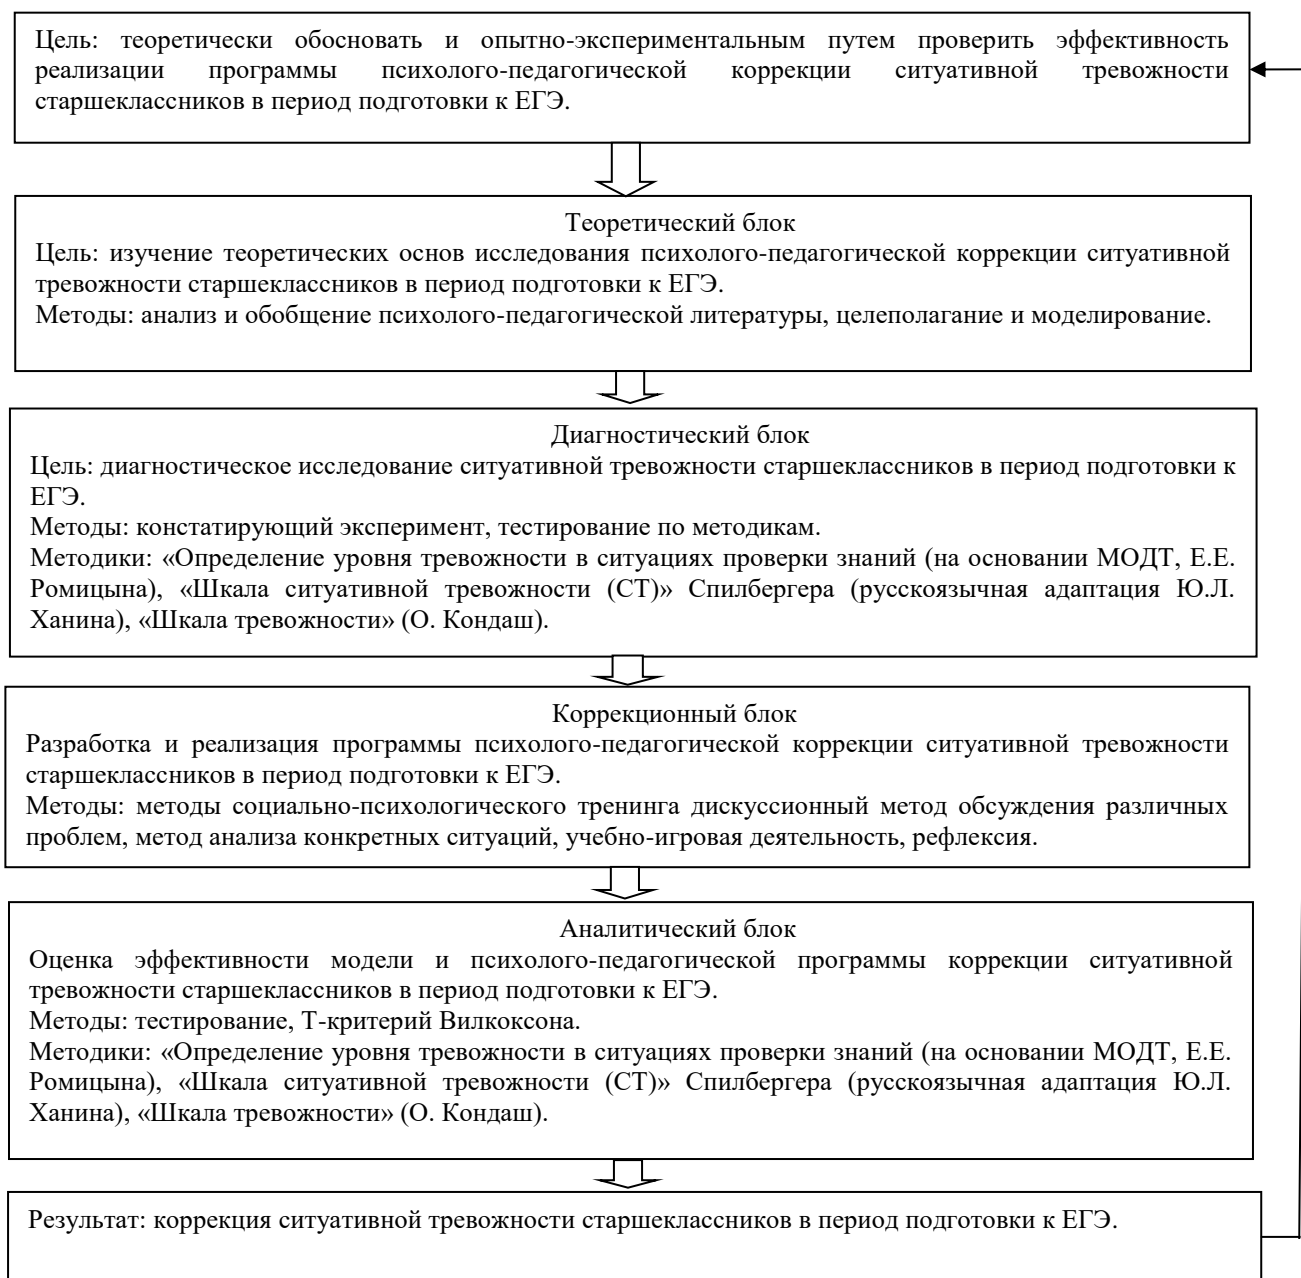 Цель: теоретически обосновать и опытно-экспериментальным путем проверить эффективность
реализации программы психолого-педагогической коррекции ситуативной тревожности
старшеклассников в период подготовки к ЕГЭ.
Теоретический блок
Цель: изучение теоретических основ исследования психолого-педагогической коррекции ситуативной
тревожности старшеклассников в период подготовки к ЕГЭ.
Методы: анализ и обобщение психолого-педагогической литературы, целеполагание и моделирование.
Диагностический блок
Цель: диагностическое исследование ситуативной тревожности старшеклассников в период подготовки к
ЕГЭ.
Методы: констатирующий эксперимент, тестирование по методикам.
Методики: «Определение уровня тревожности в ситуациях проверки знаний (на основании МОДТ, Е.Е.
Ромицына), «Шкала ситуативной тревожности (СТ)» Спилбергера (русскоязычная адаптация Ю.Л.
Ханина), «Шкала тревожности» (О. Кондаш).
Коррекционный блок
Разработка и реализация программы психолого-педагогической коррекции ситуативной тревожности
старшеклассников в период подготовки к ЕГЭ.
Методы: методы социально-психологического тренинга дискуссионный метод обсуждения различных
проблем, метод анализа конкретных ситуаций, учебно-игровая деятельность, рефлексия.
Аналитический блок
Оценка эффективности модели и психолого-педагогической программы коррекции ситуативной
тревожности старшеклассников в период подготовки к ЕГЭ.
Методы: тестирование, Т-критерий Вилкоксона.
Методики: «Определение уровня тревожности в ситуациях проверки знаний (на основании МОДТ, Е.Е.
Ромицына), «Шкала ситуативной тревожности (СТ)» Спилбергера (русскоязычная адаптация Ю.Л.
Ханина), «Шкала тревожности» (О. Кондаш).
Результат: коррекция ситуативной тревожности старшеклассников в период подготовки к ЕГЭ.